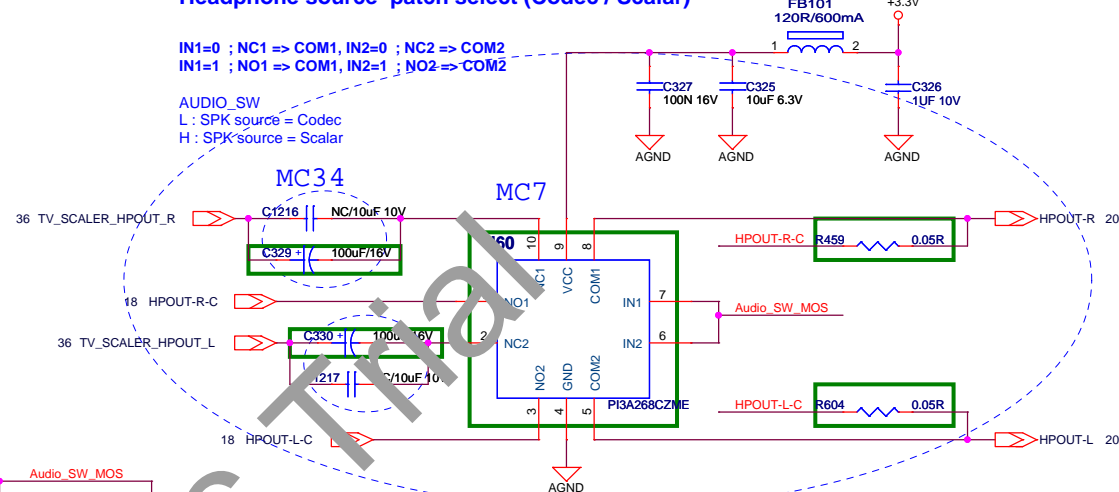 Headphone source patch select (Codec / Scalar)
FB101
120R/600mA
+3.3V
IN1=0 ; NC1 => COM1, IN2=0 ; NC2 => COM2
IN1=1 ; NO1 => COM1, IN2=1 ; NO2 => COM2
1
2
C327
100N 16V
C325
10uF 6.3V
C326
1UF 10V
AUDIO_SW
L : SPK source = Codec
H : SPK source = Scalar
AGND
AGND
AGND
MC34
MC7
36 TV_SCALER_HPOUT_R
C1216
NC/10uF 10V
HPOUT-R 20
C329 +
100uF/16V
60
10
9
8
HPOUT-R-C
R459
0.05R
NC1
VCC
COM1
18 HPOUT-R-C
NO1
IN1
7
Audio_SW_MOS
36 TV_SCALER_HPOUT_L
C330 +
2
NC2
IN2
6
1217
10V
NO2
GND
COM2
PI3A268CZME
HPOUT-L-C
R604
0.05R
3
4
5
18 HPOUT-L-C
HPOUT-L 20
Audio_SW_MOS
AGND
Trial